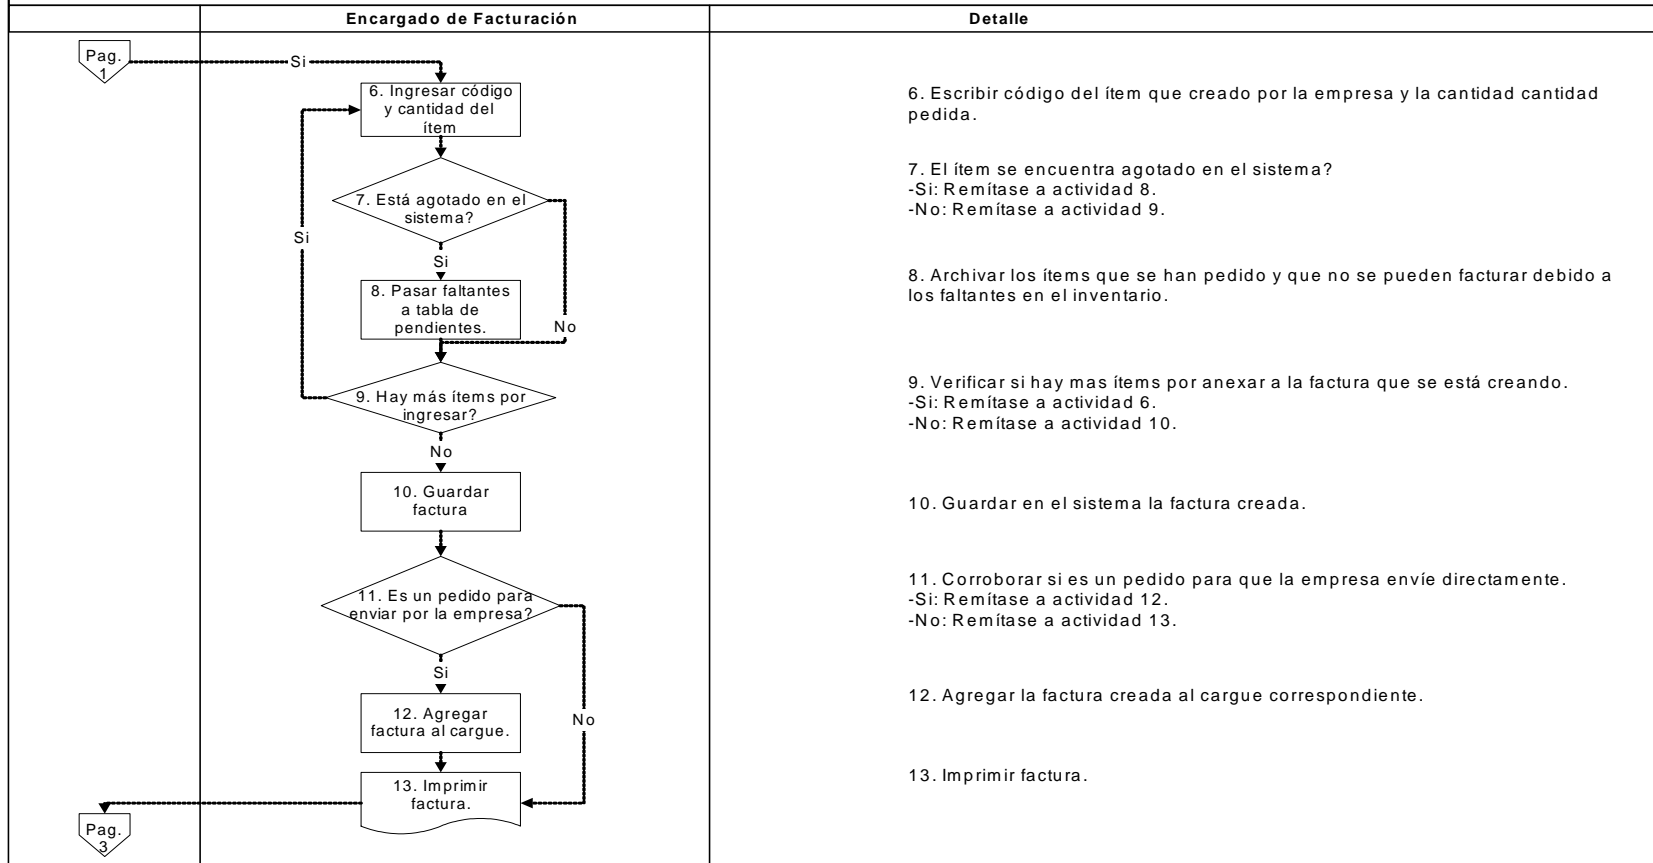 Encargado de Facturación
Detalle
Pag.
1
Si
6. Ingresar código
y cantidad del
ítem
7. Está agotado en el
sistema?
Si
Si
8. Pasar faltantes
a tabla de
pendientes.
No
9. Hay más ítems por
ingresar?
No
10. Guardar
factura
11. Es un pedido para
enviar por la empresa?
Si
12. Agregar
factura al cargue.
No
13. Imprimir
factura.
Pag.
3
6. Escribir código del ítem que creado por la empresa y la cantidad cantidad
pedida.
7. El ítem se encuentra agotado en el sistema?
-Si: Remítase a actividad 8.
-No: Remítase a actividad 9.
8. Archivar los ítems que se han pedido y que no se pueden facturar debido a
los faltantes en el inventario.
9. Verificar si hay mas ítems por anexar a la factura que se está creando.
-Si: Remítase a actividad 6.
-No: Remítase a actividad 10.
10. Guardar en el sistema la factura creada.
11. Corroborar si es un pedido para que la empresa envíe directamente.
-Si: Remítase a actividad 12.
-No: Remítase a actividad 13.
12. Agregar la factura creada al cargue correspondiente.
13. Imprimir factura.